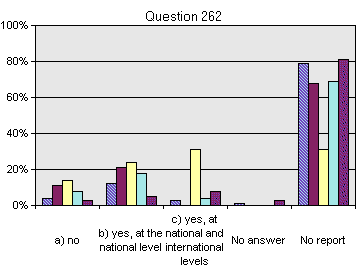 Question 262
100%
80%
60%
40%
20%
0%
a) no
b) yes, at the
national level
c) yes, at
national and
international
levels
No answer
No report